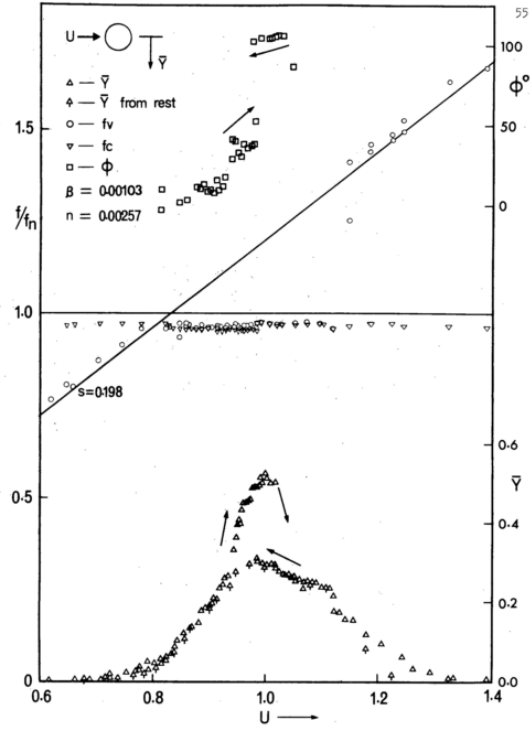 55
U → Ȳ
△ — Ȳ
△ — Ȳ from rest
○ — fv
▽ — fc
□ — Φ
β = 0·00103
n = 0·00257
f/fn
1·5
1·0
0·5
0
100
Φ°
50
0
s=0·198
0·6
Ȳ
0·4
0·2
0·0
0·6 0·8 1·0 1·2 1·4
U →